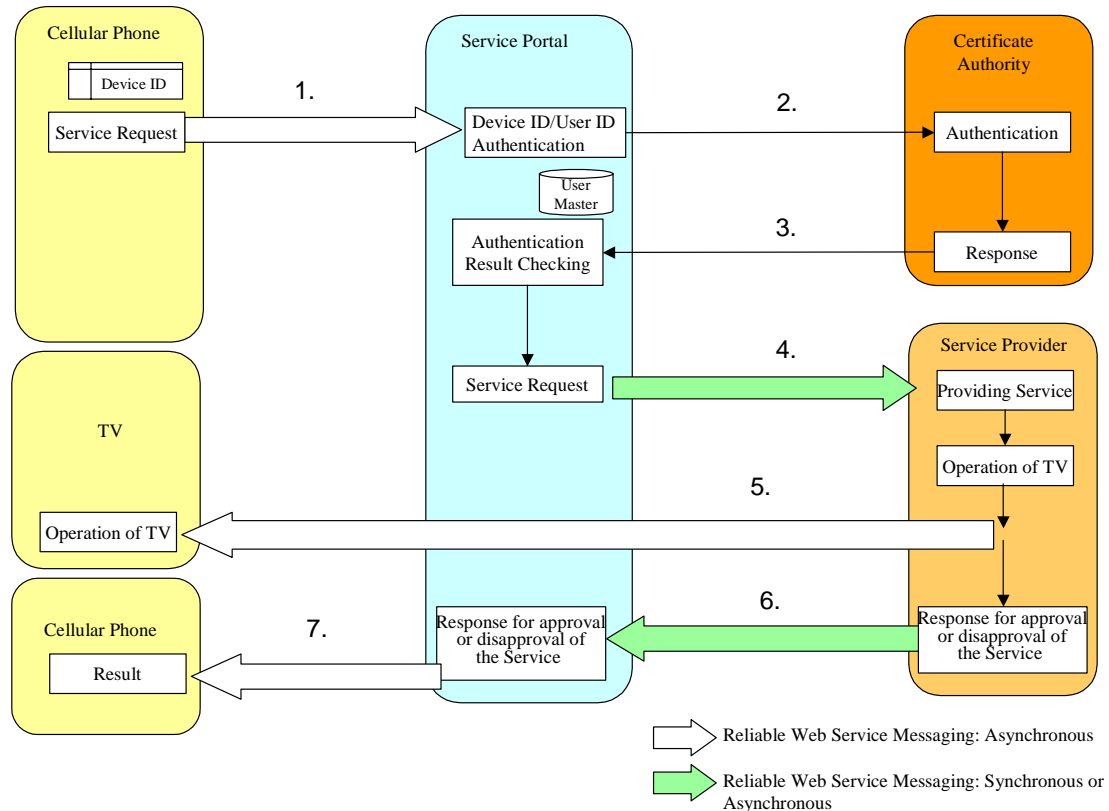 Cellular Phone
Device ID
Service Request
1.
Service Portal
Device ID/User ID
Authentication
User
Master
Authentication
Result Checking
Service Request
2.
Certificate
Authority
Authentication
3.
Response
4.
Service Provider
Providing Service
Operation of TV
TV
5.
Operation of TV
6.
Response for approval
or disapproval of
the Service
Response for approval
or disapproval of
the Service
7.
Cellular Phone
Result
Reliable Web Service Messaging: Asynchronous
Reliable Web Service Messaging: Synchronous or
Asynchronous